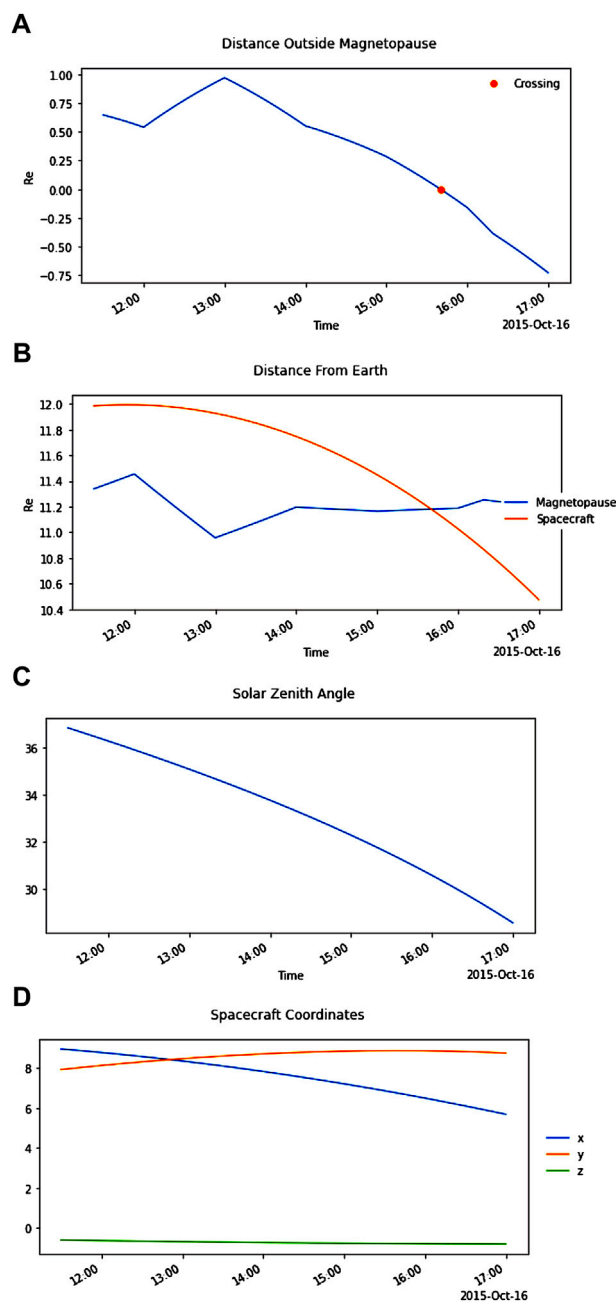 A
Distance Outside Magnetopause
1.00
0.75
0.50
0.25
0.00
−0.25
−0.50
−0.75
Re
Crossing
12:00
13:00
14:00
15:00
16:00
17:00
Time
2015-Oct-16
B
Distance From Earth
12.0
11.8
11.6
11.4
11.2
11.0
10.8
10.6
10.4
Re
Magnetopause
Spacecraft
12:00
13:00
14:00
15:00
16:00
17:00
Time
2015-Oct-16
C
Solar Zenith Angle
36
34
32
30
12:00
13:00
14:00
15:00
16:00
17:00
Time
2015-Oct-16
D
Spacecraft Coordinates
8
6
4
2
0
x
y
z
12:00
13:00
14:00
15:00
16:00
17:00
2015-Oct-16